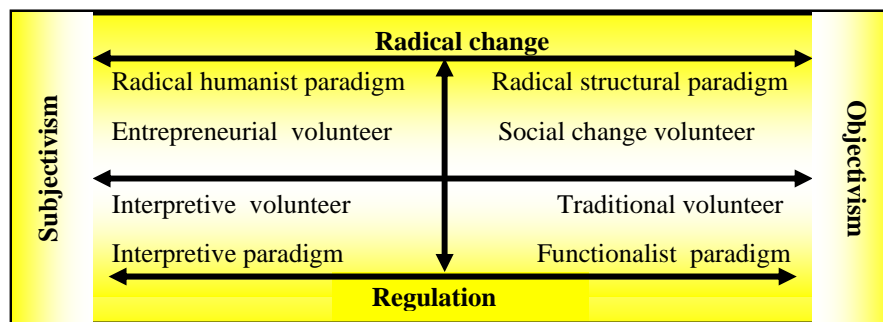 Radical change
Radical humanist paradigm
Radical structural paradigm
Entrepreneurial volunteer
Social change volunteer
Subjectivism
Objectivism
Interpretive volunteer
Traditional volunteer
Interpretive paradigm
Functionalist paradigm
Regulation